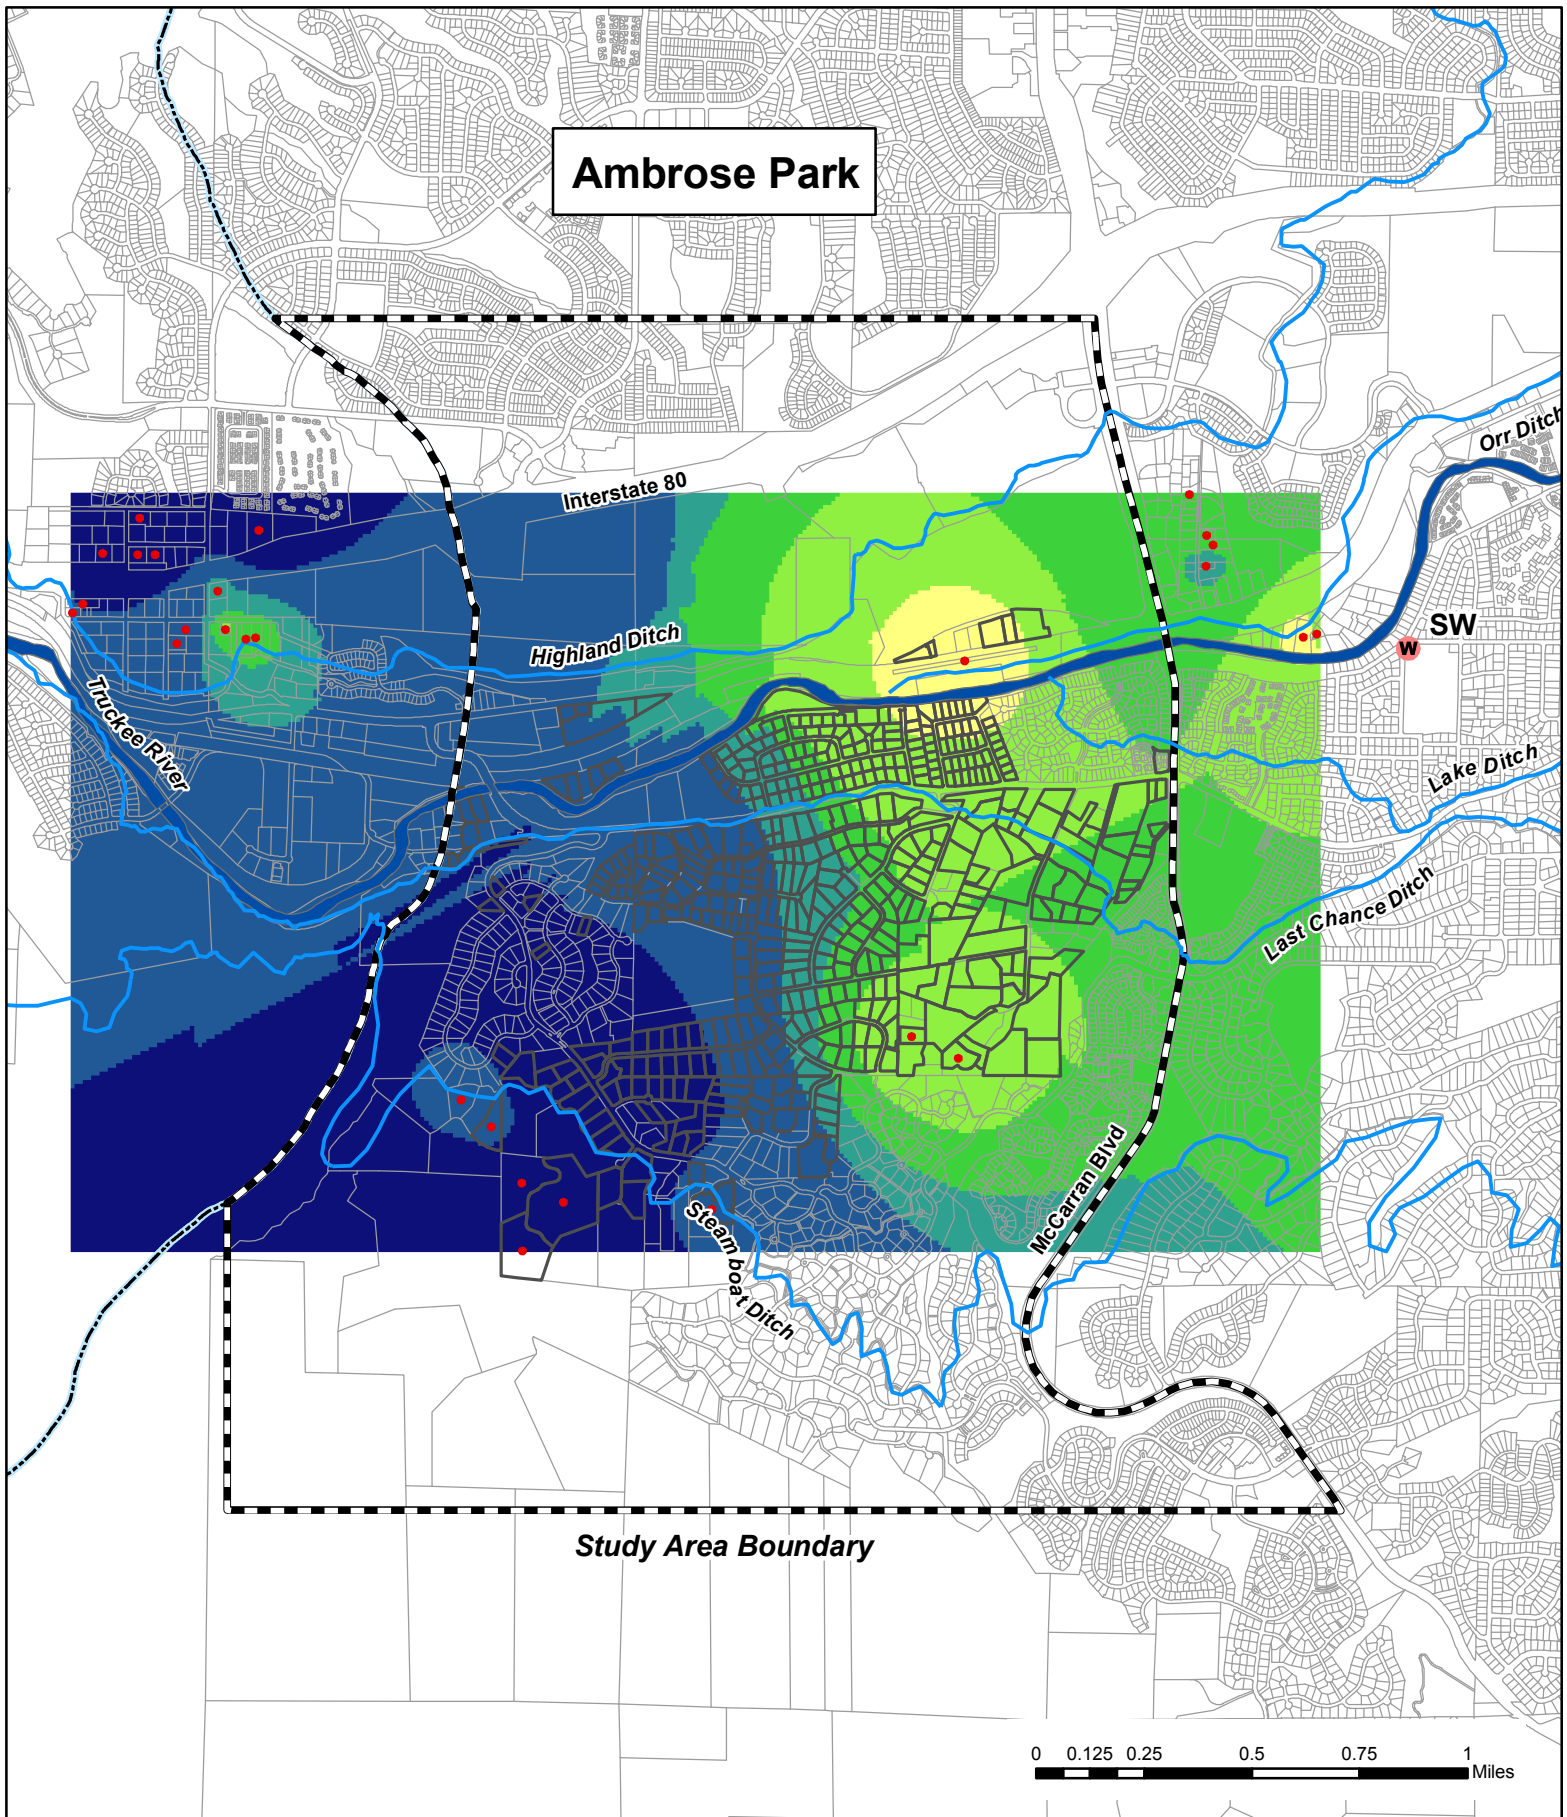 Ambrose Park
Orr Ditch
Interstate 80
SW
W
Highland Ditch
Truckee River
Lake Ditch
Last Chance Ditch
McCarran Blvd
Steamboat Ditch
Study Area Boundary
0 0.125 0.25 0.5 0.75 1
Miles